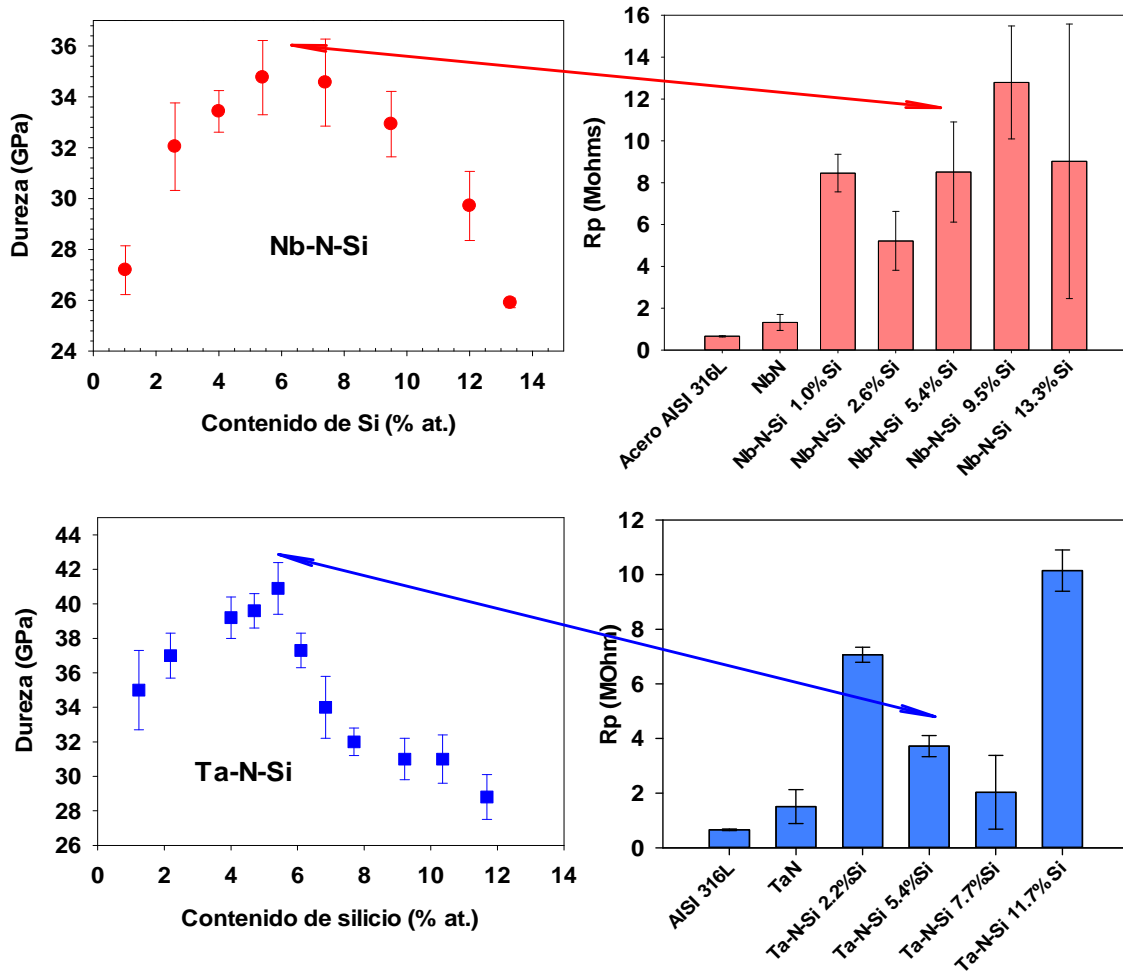 36
34
32
30
28
26
24
Dureza (GPa)
Nb-N-Si
0 2 4 6 8 10 12 14
Contenido de Si (% at.)
16
14
12
10
8
6
4
2
0
Rp (Mohms)
Acero AISI 316L
NbN
Nb-N-Si 1.0%Si
Nb-N-Si 2.6%Si
Nb-N-Si 5.4%Si
Nb-N-Si 9.5%Si
Nb-N-Si 13.3%Si
44
42
40
38
36
34
32
30
28
26
Dureza (GPa)
Ta-N-Si
0 2 4 6 8 10 12 14
Contenido de silicio (% at.)
12
10
8
6
4
2
0
Rp (MOhm)
AISI 316L
TaN
Ta-N-Si 2.2%Si
Ta-N-Si 5.4%Si
Ta-N-Si 7.7%Si
Ta-N-Si 11.7%Si